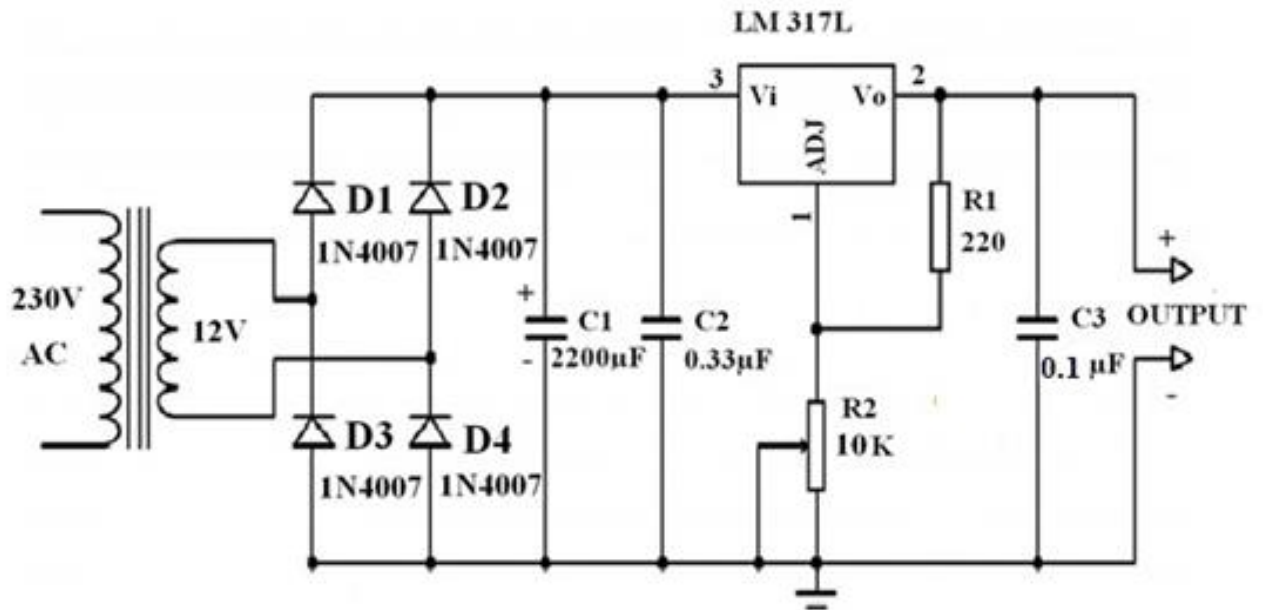 LM 317L
3
Vi
Vo
2
ADJ
1
D1
1N4007
D2
1N4007
R1
220
230V
AC
12V
+
C1
2200µF
-
C2
0.33µF
C3
0.1 µF
+
OUTPUT
-
D3
1N4007
D4
1N4007
R2
10K